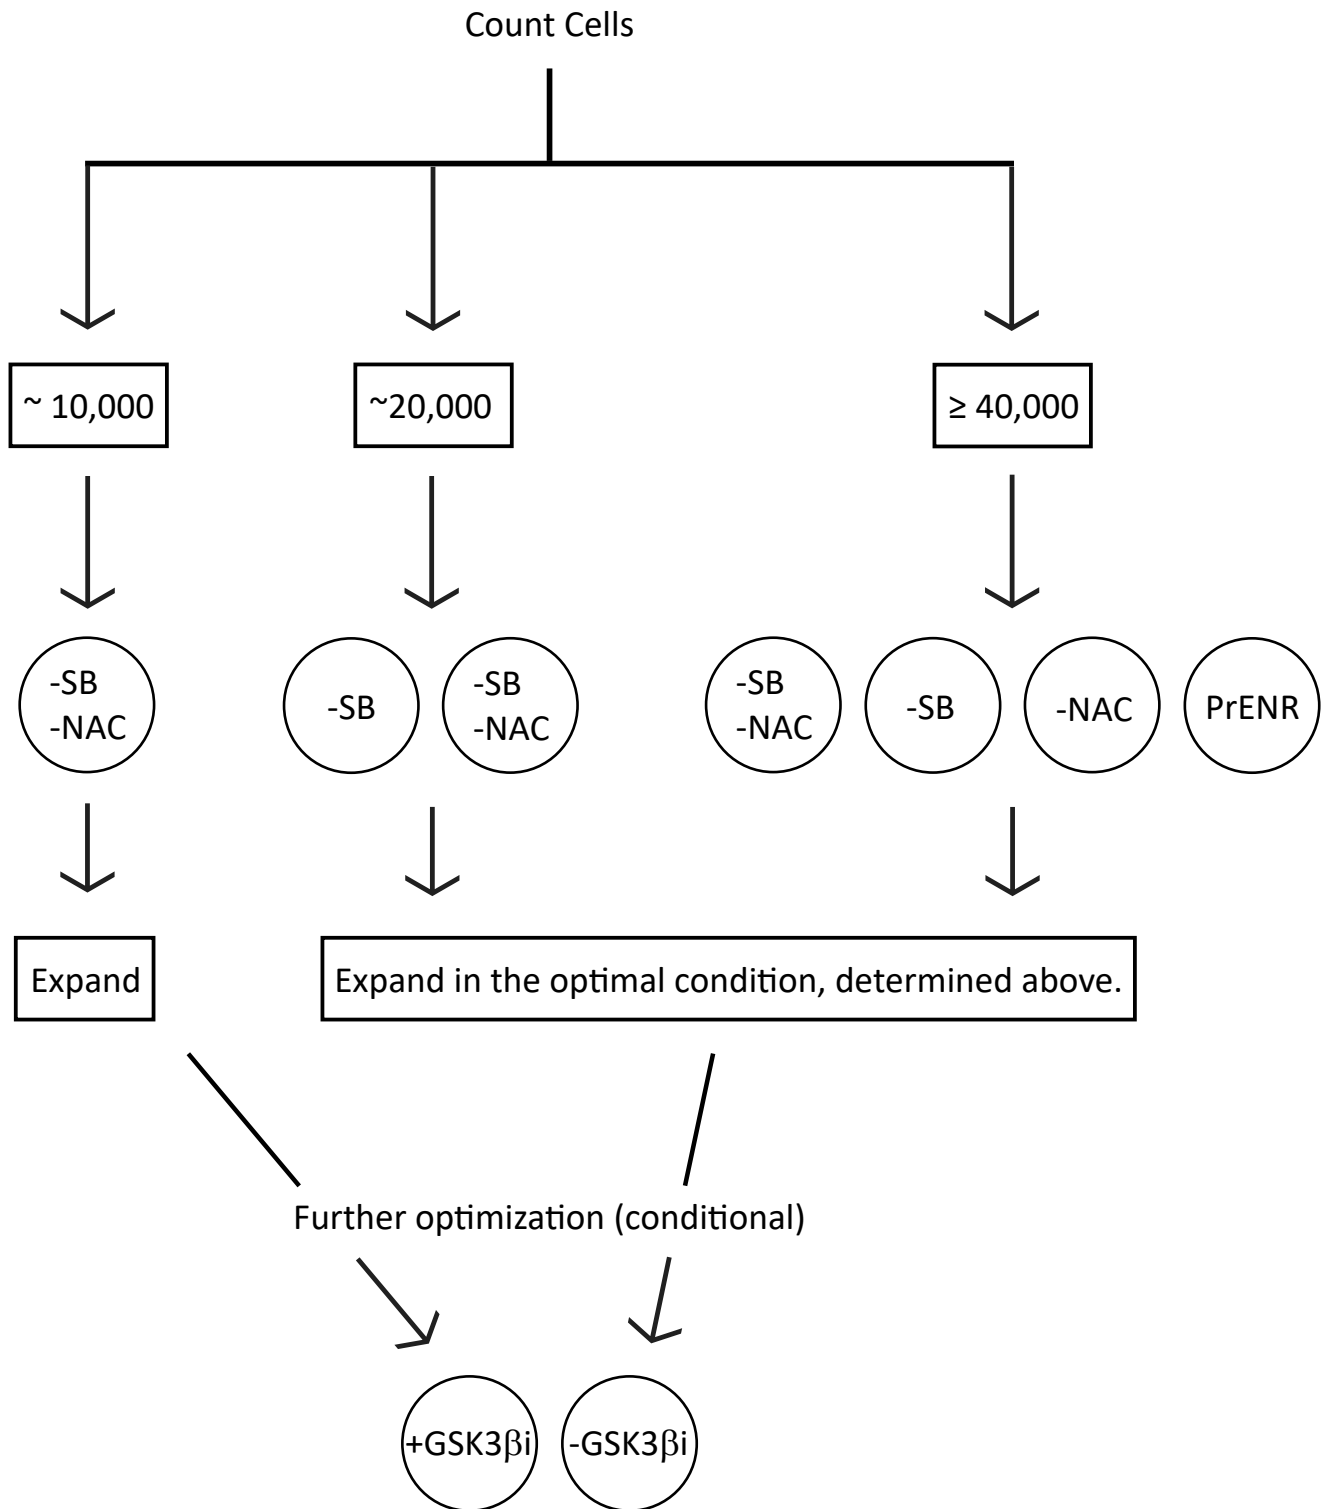 Count Cells
~ 10,000
~20,000
≥ 40,000
-SB
-NAC
-SB
-SB
-NAC
-SB
-NAC
-SB
-NAC
PrENR
Expand
Expand in the optimal condition, determined above.
Further optimization (conditional)
+GSK3βi
-GSK3βi